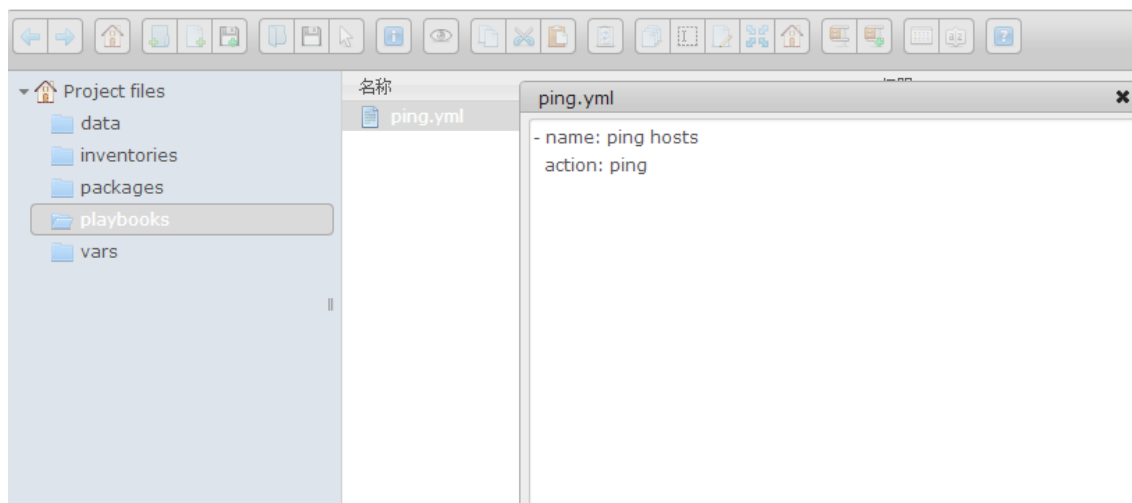 Project files
data
inventories
packages
playbooks
vars
名称
ping.yml
ping.yml
- name: ping hosts
action: ping